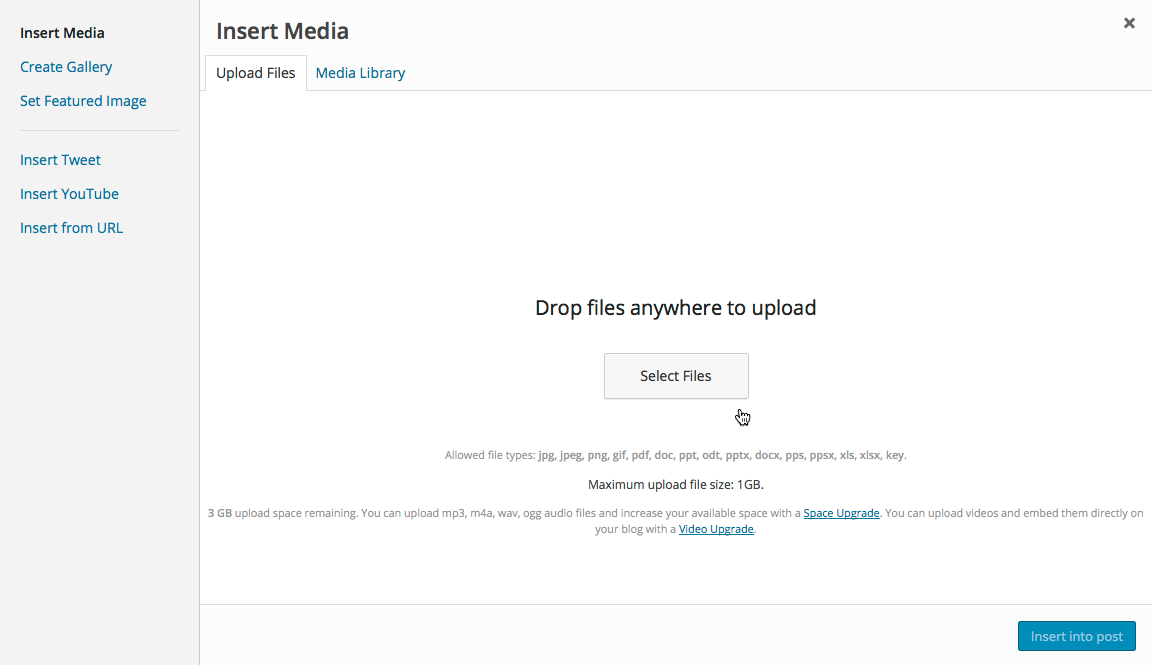 Insert Media
Create Gallery
Set Featured Image
Insert Tweet
Insert YouTube
Insert from URL
Insert Media
Upload Files
Media Library
Drop files anywhere to upload
Select Files
Allowed file types: jpg, jpeg, png, gif, pdf, doc, ppt, odt, pptx, docx, pps, ppsx, xls, xlsx, key.
Maximum upload file size: 1GB.
3 GB upload space remaining. You can upload mp3, m4a, wav, ogg audio files and increase your available space with a Space Upgrade. You can upload videos and embed them directly on
your blog with a Video Upgrade.
Insert into post